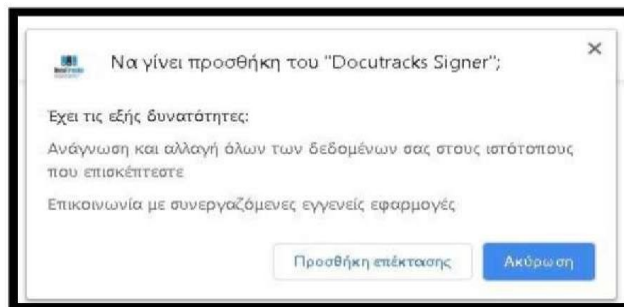 Να γίνει προσθήκη του "Docutracks Signer";
Έχει τις εξής δυνατότητες:
Ανάγνωση και αλλαγή όλων των δεδομένων σας στους ιστότοπους
που επισκέπτεστε
Επικοινωνία με συνεργαζόμενες εγγενείς εφαρμογές
Προσθήκη επέκτασης
Ακύρωση